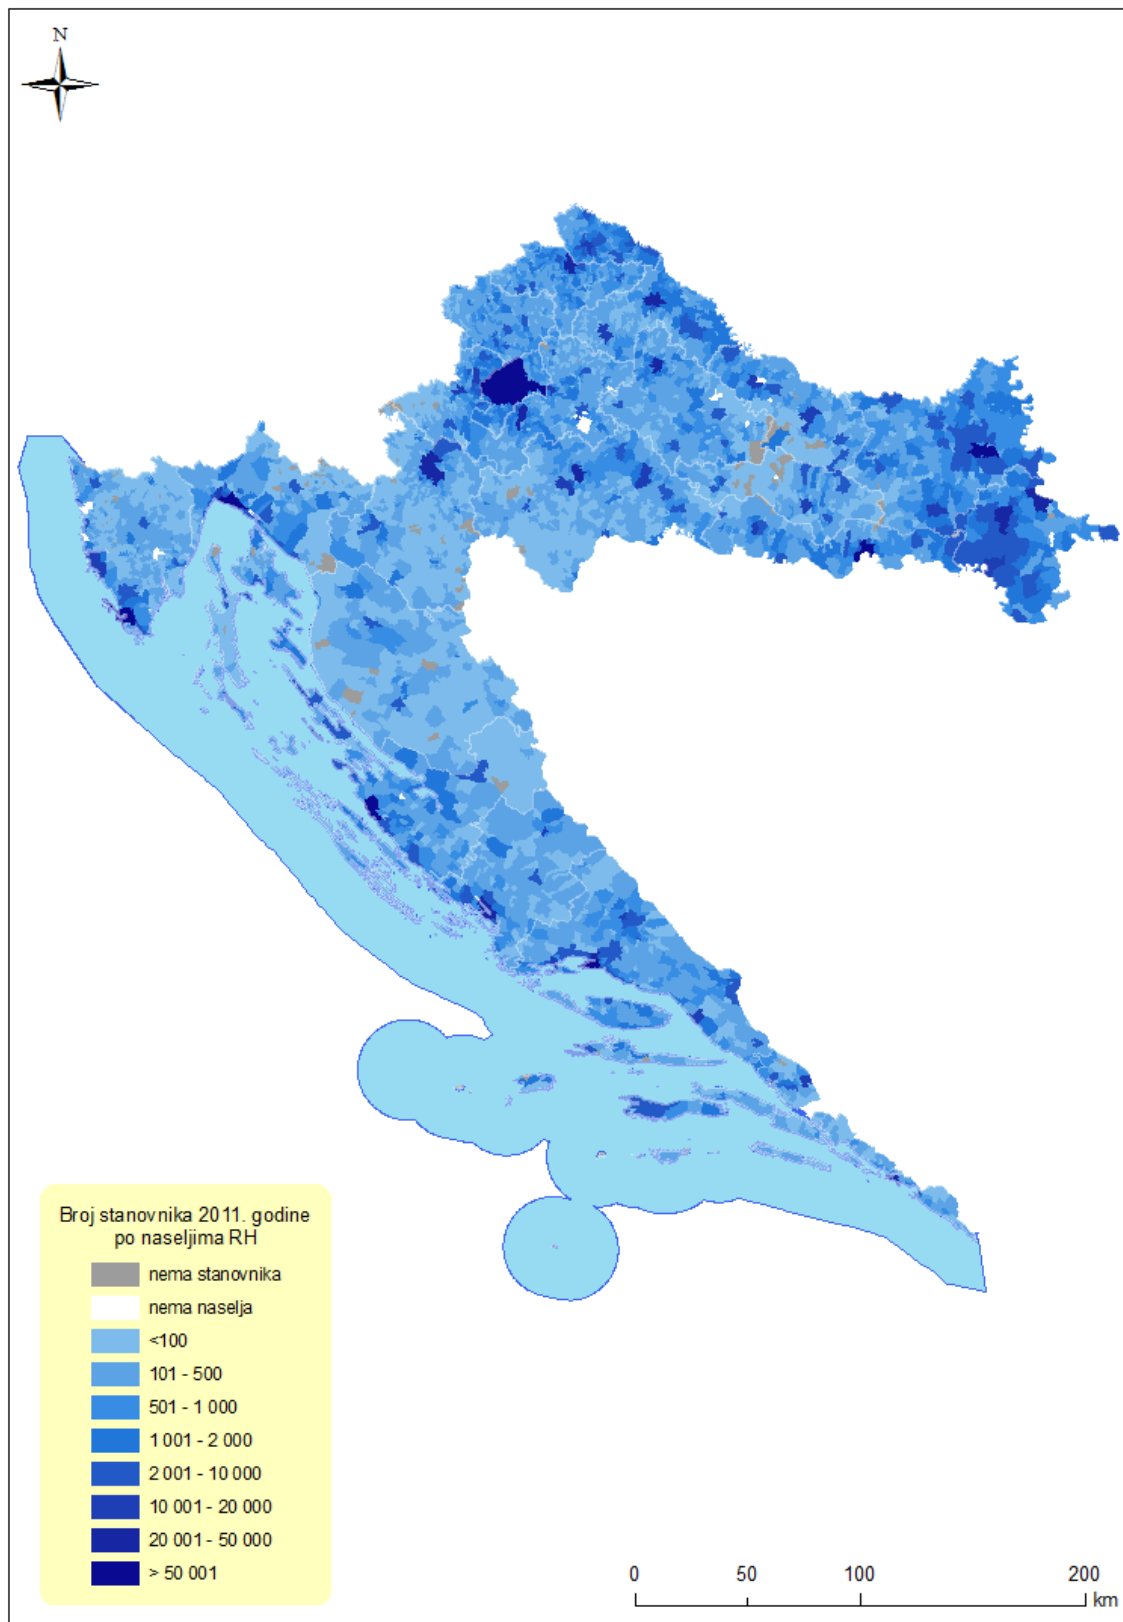 N
Broj stanovnika 2011. godine
po naseljima RH
nema stanovnika
nema naselja
<100
101 - 500
501 - 1 000
1 001 - 2 000
2 001 - 10 000
10 001 - 20 000
20 001 - 50 000
> 50 001
0 50 100 200
km